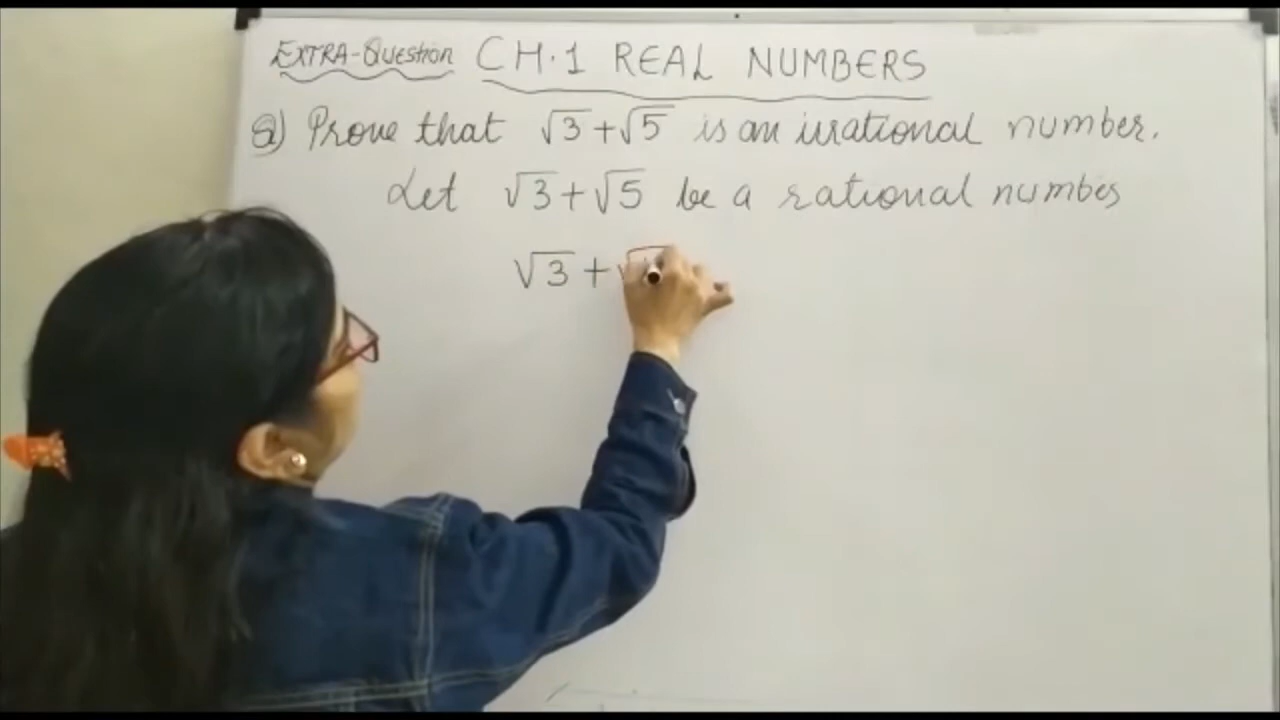 EXTRA-Question CH.1 REAL NUMBERS
Q) Prove that √3+√5 is an irrational number.
Let √3+√5 be a rational number
√3+√